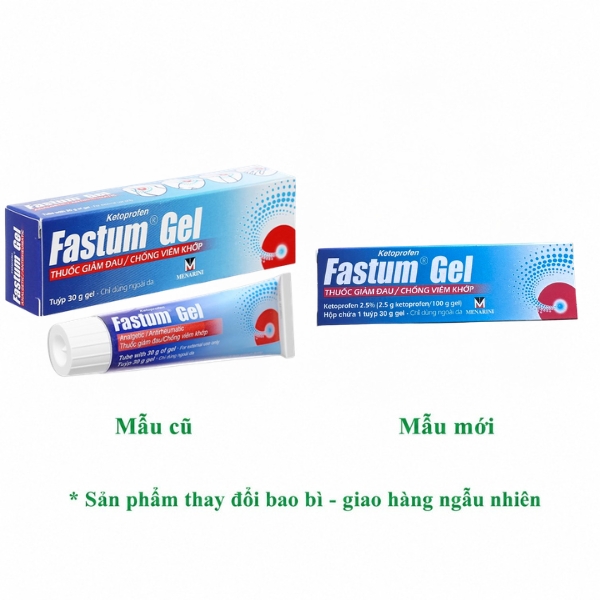 Ketoprofen
Fastum® Gel
THUỐC GIẢM ĐAU/CHỐNG VIÊM KHỚP
MENARINI
Tuýp 30 g gel - Chỉ dùng ngoài da
Fastum® Gel
Analgetic / Antirheumatic
Thuốc giảm đau/Chống viêm khớp
Tube with 30 g of gel - For external use only
Tuýp 30 g gel - Chỉ dùng ngoài da
Ketoprofen
Fastum® Gel
THUỐC GIẢM ĐAU/CHỐNG VIÊM KHỚP
Ketoprofen 2.5% (2.5 g ketoprofen/100 g gel)
Hộp chứa 1 tuýp 30 g gel - Chỉ dùng ngoài da
MENARINI
Mẫu cũ
Mẫu mới
* Sản phẩm thay đổi bao bì - giao hàng ngẫu nhiên